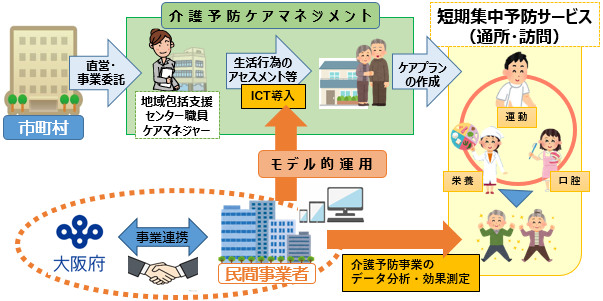 介護予防ケアマネジメント
短期集中予防サービス
（通所・訪問）
直営・
事業委託
生活行為の
アセスメント等
ICT導入
ケアプラン
の作成
地域包括支援
センター職員
ケアマネジャー
市町村
運動
栄養
口腔
モデル的運用
大阪府
事業連携
民間事業者
介護予防事業の
データ分析・効果測定